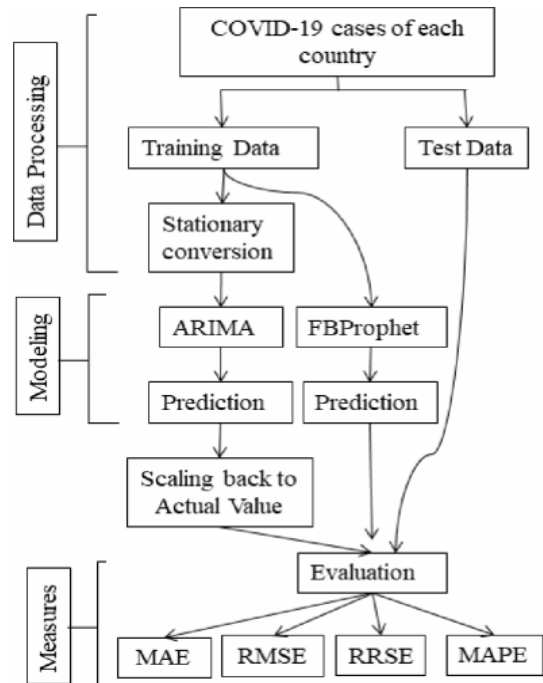 COVID-19 cases of each
country
Data Processing
Training Data
Test Data
Stationary
conversion
Modeling
ARIMA
FBProphet
Prediction
Prediction
Scaling back to
Actual Value
Measures
Evaluation
MAE
RMSE
RRSE
MAPE